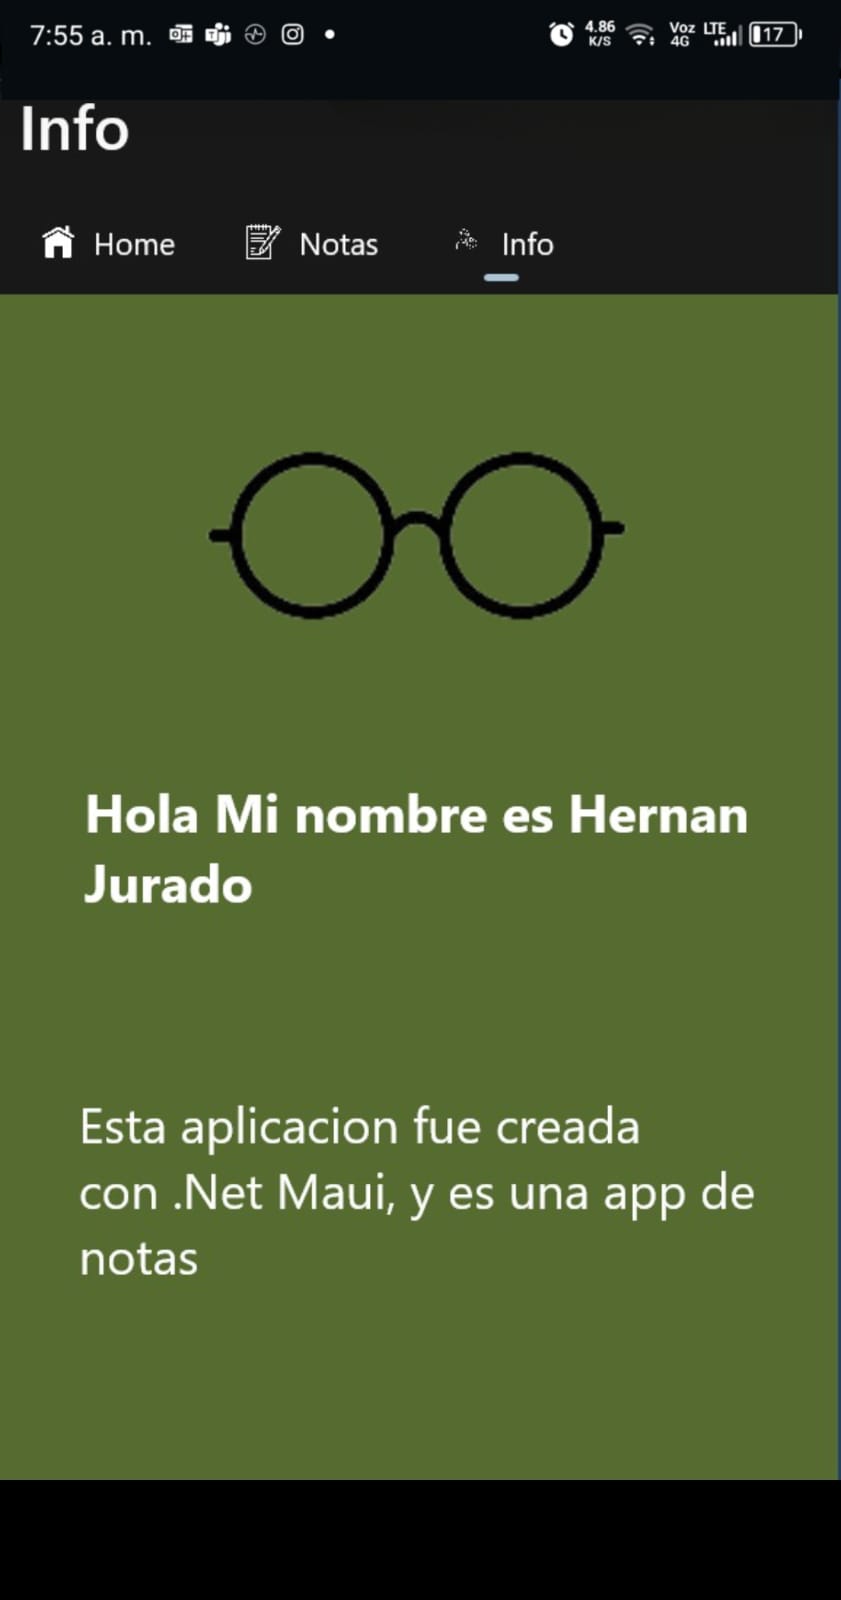 7:55 a. m.
4.86 K/S
Voz 4G
LTE
17
Info
Home Notas Info
Hola Mi nombre es Hernan
Jurado
Esta aplicacion fue creada
con .Net Maui, y es una app de
notas